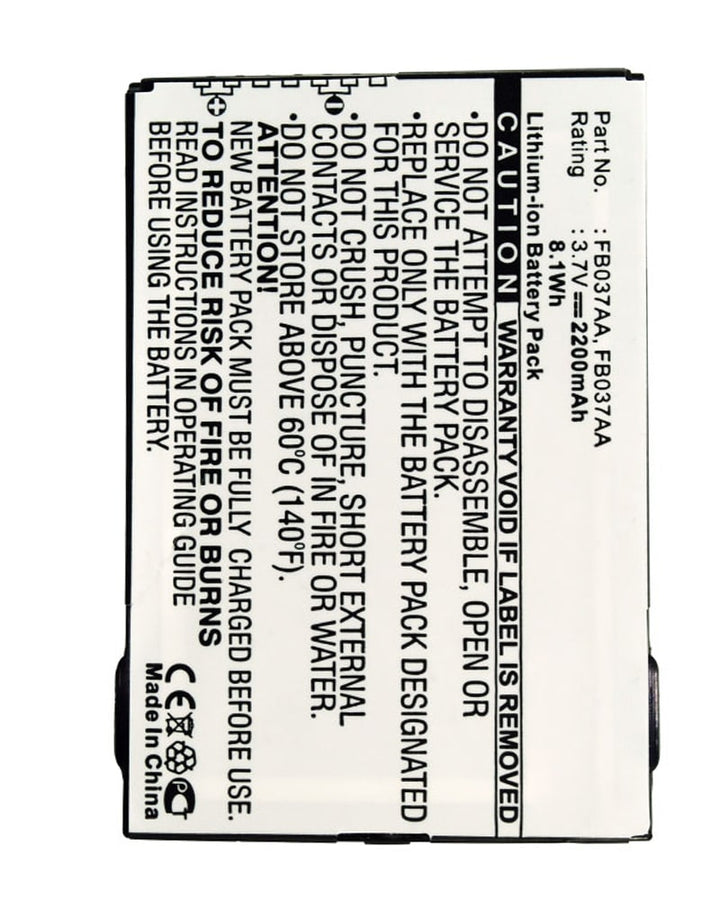 Part No. : FB037AA, FB037AA
Rating : 3.7V 2200mAh
8.1Wh
Lithium-ion Battery Pack
CAUTION WARRANTY VOID IF LABEL IS REMOVED
•DO NOT ATTEMPT TO DISASSEMBLE, OPEN OR
SERVICE THE BATTERY PACK.
•REPLACE ONLY WITH THE BATTERY PACK DESIGNATED
FOR THIS PRODUCT.
•DO NOT CRUSH, PUNCTURE, SHORT EXTERNAL
CONTACTS OR DISPOSE OF IN FIRE OR WATER.
•DO NOT STORE ABOVE 60°C (140°F).
ATTENTION!
NEW BATTERY PACK MUST BE FULLY CHARGED BEFORE USE.
TO REDUCE RISK OF FIRE OR BURNS
READ INSTRUCTIONS IN OPERATING GUIDE
BEFORE USING THE BATTERY.
CE PCT
Made In China